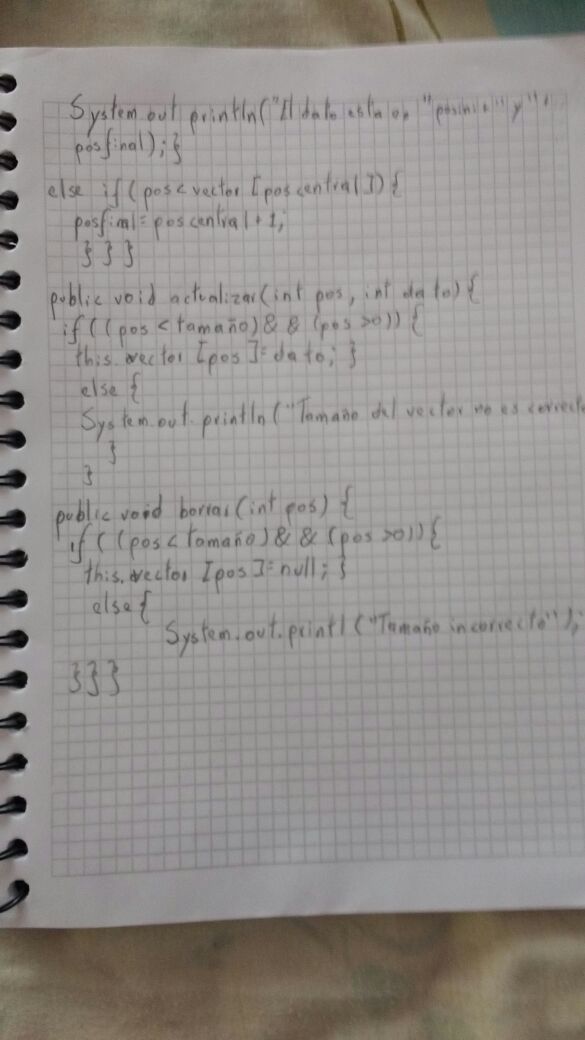 System.out.println("El dato esta en "posinic" y"+
posfinal);}
else if(pos<vector [poscentral]){
posfinal=poscentral+1;
} } }
public void actualizar(int pos, int dato){
if((pos<tamaño)& & (pos>0)) {
this.vector [pos]=dato; }
else {
System.out.println("Tamaño del vector no es correcto
}
}
public void borrar(int pos) {
if ((pos<tamaño) & & (pos>0)){
this.vector [pos]=null; }
else{
System.out.printl ("Tamaño incorrecto");
}}}